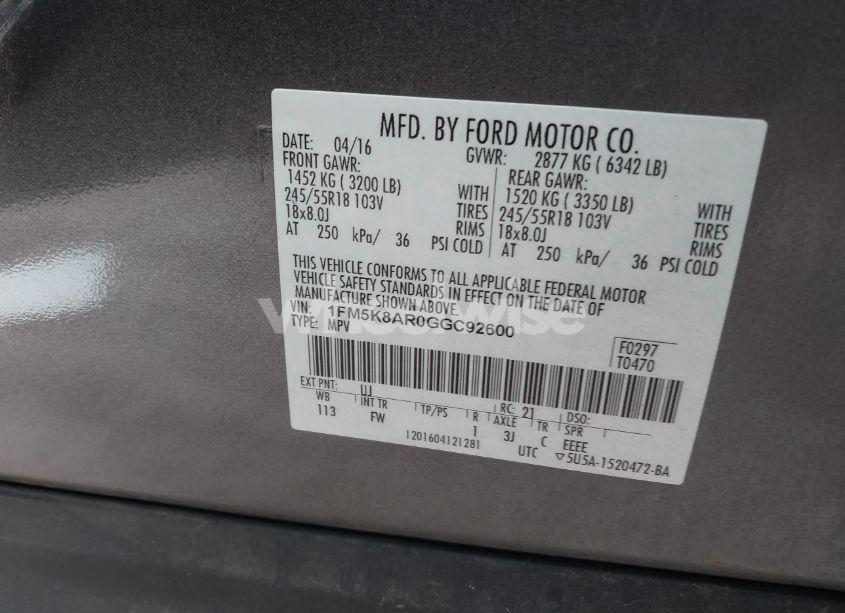 MFD. BY FORD MOTOR CO.
DATE: 04/16 GVWR: 2877 KG ( 6342 LB)
FRONT GAWR: REAR GAWR:
1452 KG ( 3200 LB) WITH 1520 KG ( 3350 LB) WITH
245/55R18 103V TIRES 245/55R18 103V TIRES
18x8.0J RIMS 18x8.0J RIMS
AT 250 kPa/ 36 PSI COLD AT 250 kPa/ 36 PSI COLD
THIS VEHICLE CONFORMS TO ALL APPLICABLE FEDERAL MOTOR
VEHICLE SAFETY STANDARDS IN EFFECT ON THE DATE OF
MANUFACTURE SHOWN ABOVE.
VIN: 1FM5K8AR0GGC92600
TYPE: MPV
wheelwise
F0297
T0470
EXT PNT: UJ RC: 21 DSO:
WB INT TR TP/PS R AXLE TR SPR
113 FW 1 3J C EEEE
1201604121281 UTC ▽5U5A-1520472-BA